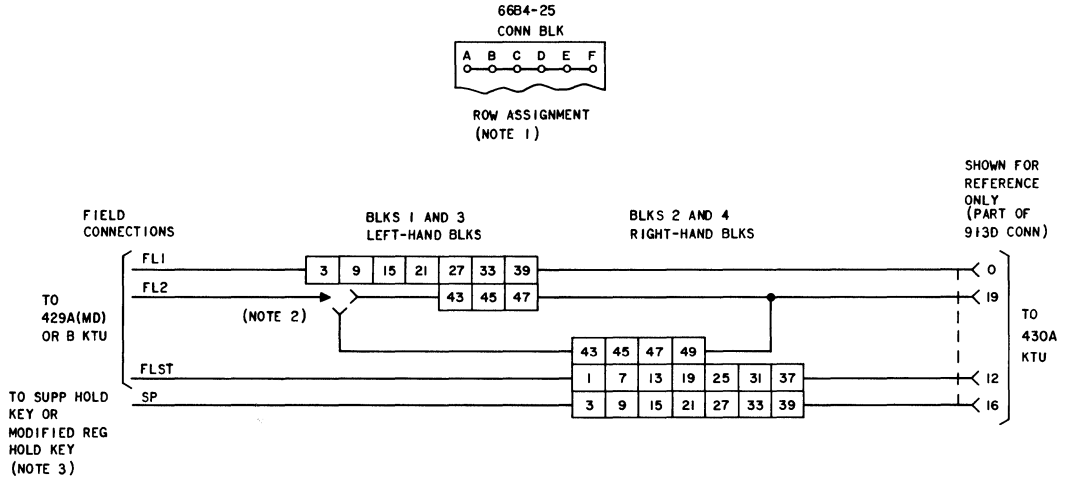 66B4-25
CONN BLK
A B C D E F
ROW ASSIGNMENT
(NOTE 1)
SHOWN FOR
REFERENCE
ONLY
(PART OF
913D CONN)
FIELD
CONNECTIONS
BLKS 1 AND 3
LEFT-HAND BLKS
BLKS 2 AND 4
RIGHT-HAND BLKS
FL1
3 9 15 21 27 33 39
0
FL2
43 45 47
19
(NOTE 2)
TO
429A(MD)
OR B KTU
TO
430A
KTU
43 45 47 49
FLST
1 7 13 19 25 31 37
12
SP
3 9 15 21 27 33 39
16
TO SUPP HOLD
KEY OR
MODIFIED REG
HOLD KEY
(NOTE 3)